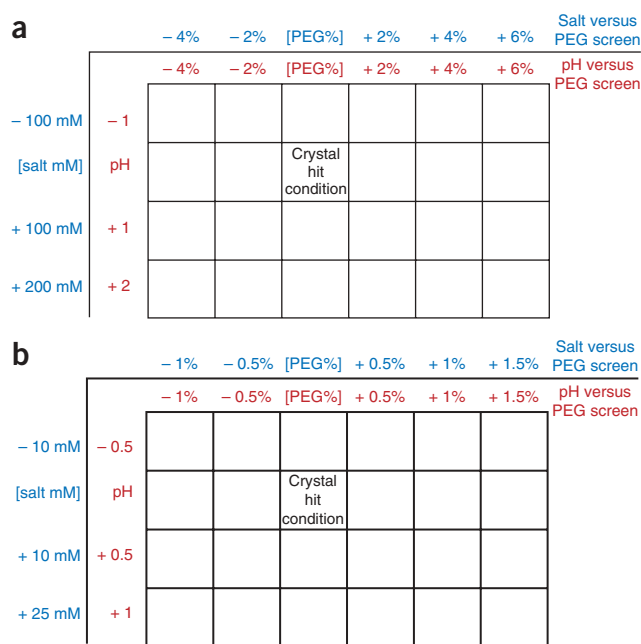 a
– 4% – 2% [PEG%] + 2% + 4% + 6% Salt versus PEG screen
– 4% – 2% [PEG%] + 2% + 4% + 6% pH versus PEG screen
– 100 mM – 1
[salt mM] pH Crystal hit condition
+ 100 mM + 1
+ 200 mM + 2
b
– 1% – 0.5% [PEG%] + 0.5% + 1% + 1.5% Salt versus PEG screen
– 1% – 0.5% [PEG%] + 0.5% + 1% + 1.5% pH versus PEG screen
– 10 mM – 0.5
[salt mM] pH Crystal hit condition
+ 10 mM + 0.5
+ 25 mM + 1